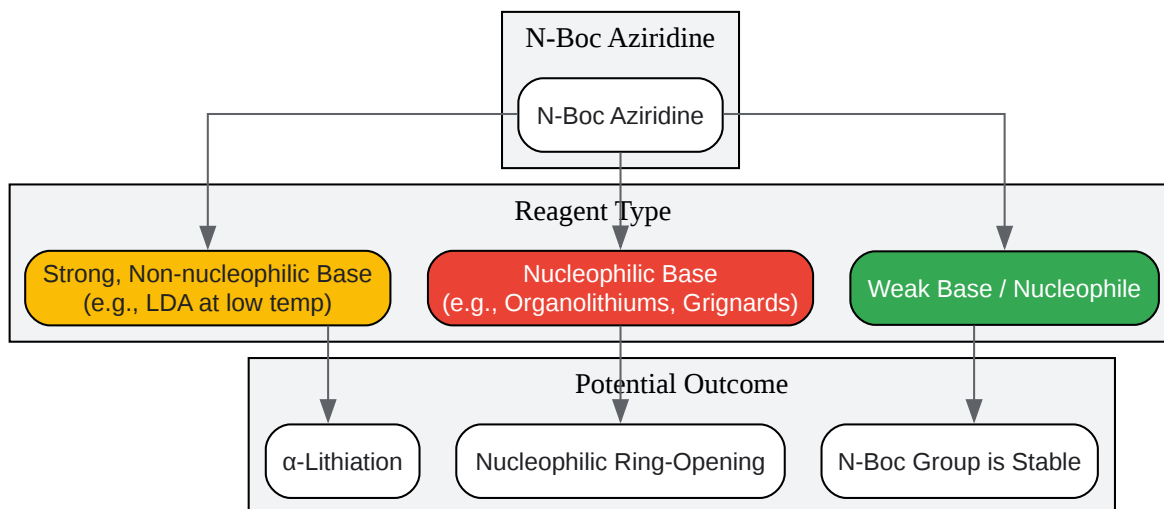 N-Boc Aziridine
N-Boc Aziridine
Reagent Type
Strong, Non-nucleophilic Base
(e.g., LDA at low temp)
Nucleophilic Base
(e.g., Organolithiums, Grignards)
Weak Base / Nucleophile
Potential Outcome
α-Lithiation
Nucleophilic Ring-Opening
N-Boc Group is Stable